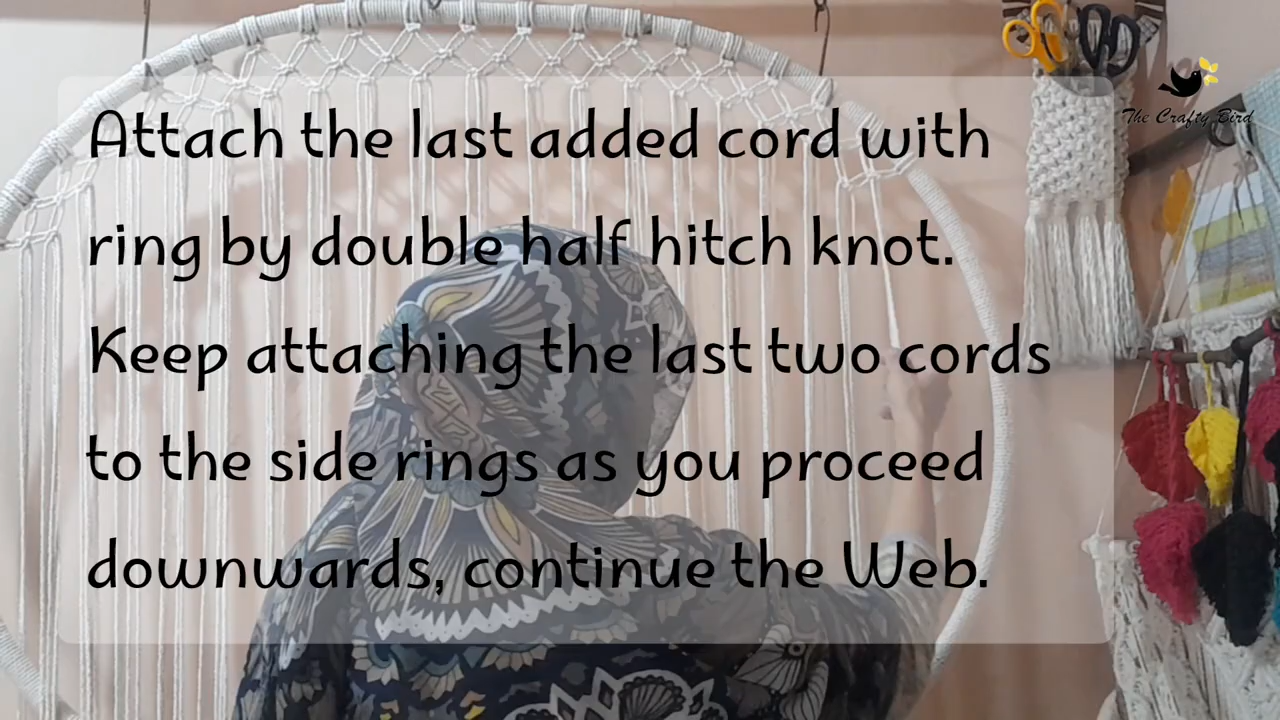 Attach the last added cord with
ring by double half hitch knot.
Keep attaching the last two cords
to the side rings as you proceed
downwards, continue the Web.
The Crafty Bird